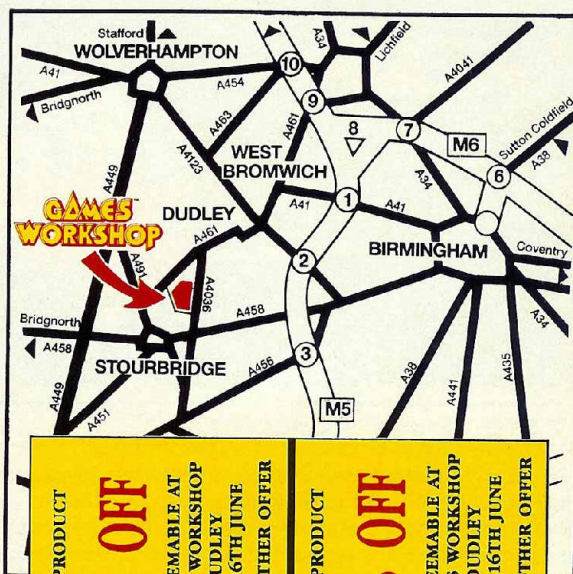 Stafford
WOLVERHAMPTON
A34
Lichfield
A41
A454
10
A4041
Bridgnorth
A463
9
A461
8
7
M6
Sutton Coldfield
A38
A4123
WEST
BROMWICH
A34
6
A449
GAMES
WORKSHOP
DUDLEY
A41
1
A41
A461
A491
BIRMINGHAM
Coventry
2
A4036
Bridgnorth
A458
A458
A34
STOURBRIDGE
3
A456
A38
A441
A435
A449
A451
M5
PRODUCT
OFF
EMABLE AT
WORKSHOP
UDLEY
6TH JUNE
THER OFFER
PRODUCT
OFF
EEMABLE AT
S WORKSHOP
DUDLEY
16TH JUNE
THER OFFER